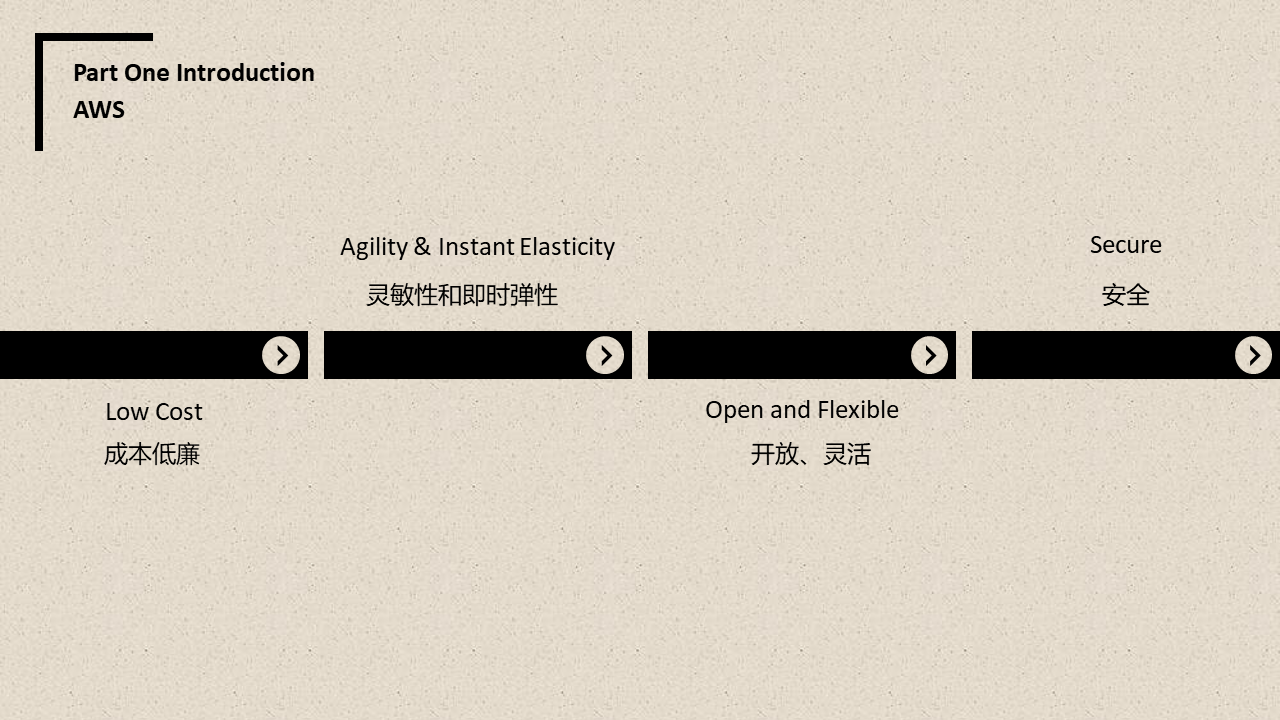 Part One Introduction
AWS
Agility & Instant Elasticity
灵敏性和即时弹性
Secure
安全
Low Cost
成本低廉
Open and Flexible
开放、灵活